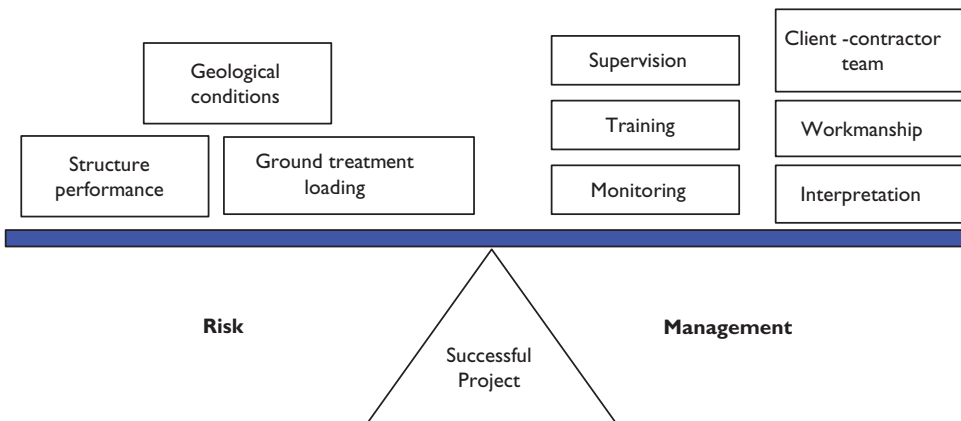 Geological
conditions
Structure
performance
Ground treatment
loading
Supervision
Training
Monitoring
Client -contractor
team
Workmanship
Interpretation
Risk
Management
Successful
Project